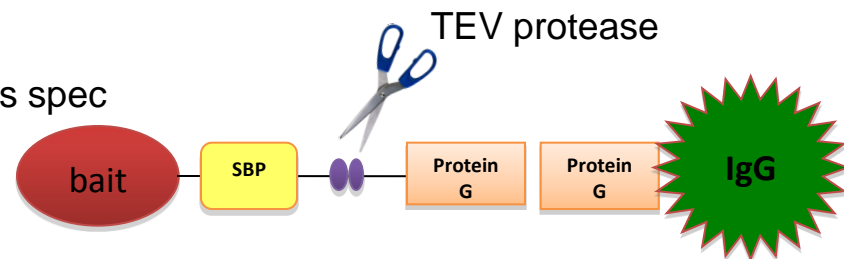 TEV protease
s spec
bait
SBP
Protein
G
Protein
G
IgG